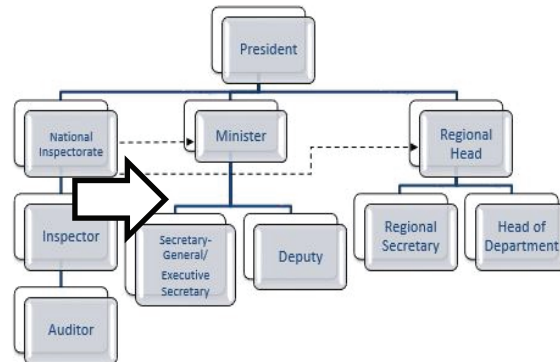 President
National
Inspectorate
Minister
Regional
Head
Inspector
Secretary-
General/
Executive
Secretary
Deputy
Regional
Secretary
Head of
Department
Auditor